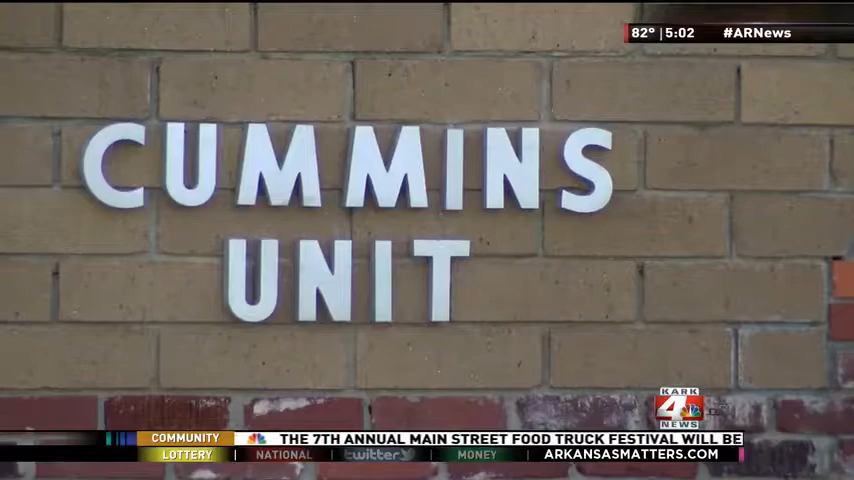 82° 5:02 #ARNews
CUMMINS
UNIT
KARK
4
NEWS
COMMUNITY THE 7TH ANNUAL MAIN STREET FOOD TRUCK FESTIVAL WILL BE
LOTTERY NATIONAL twitter MONEY ARKANSASMATTERS.COM